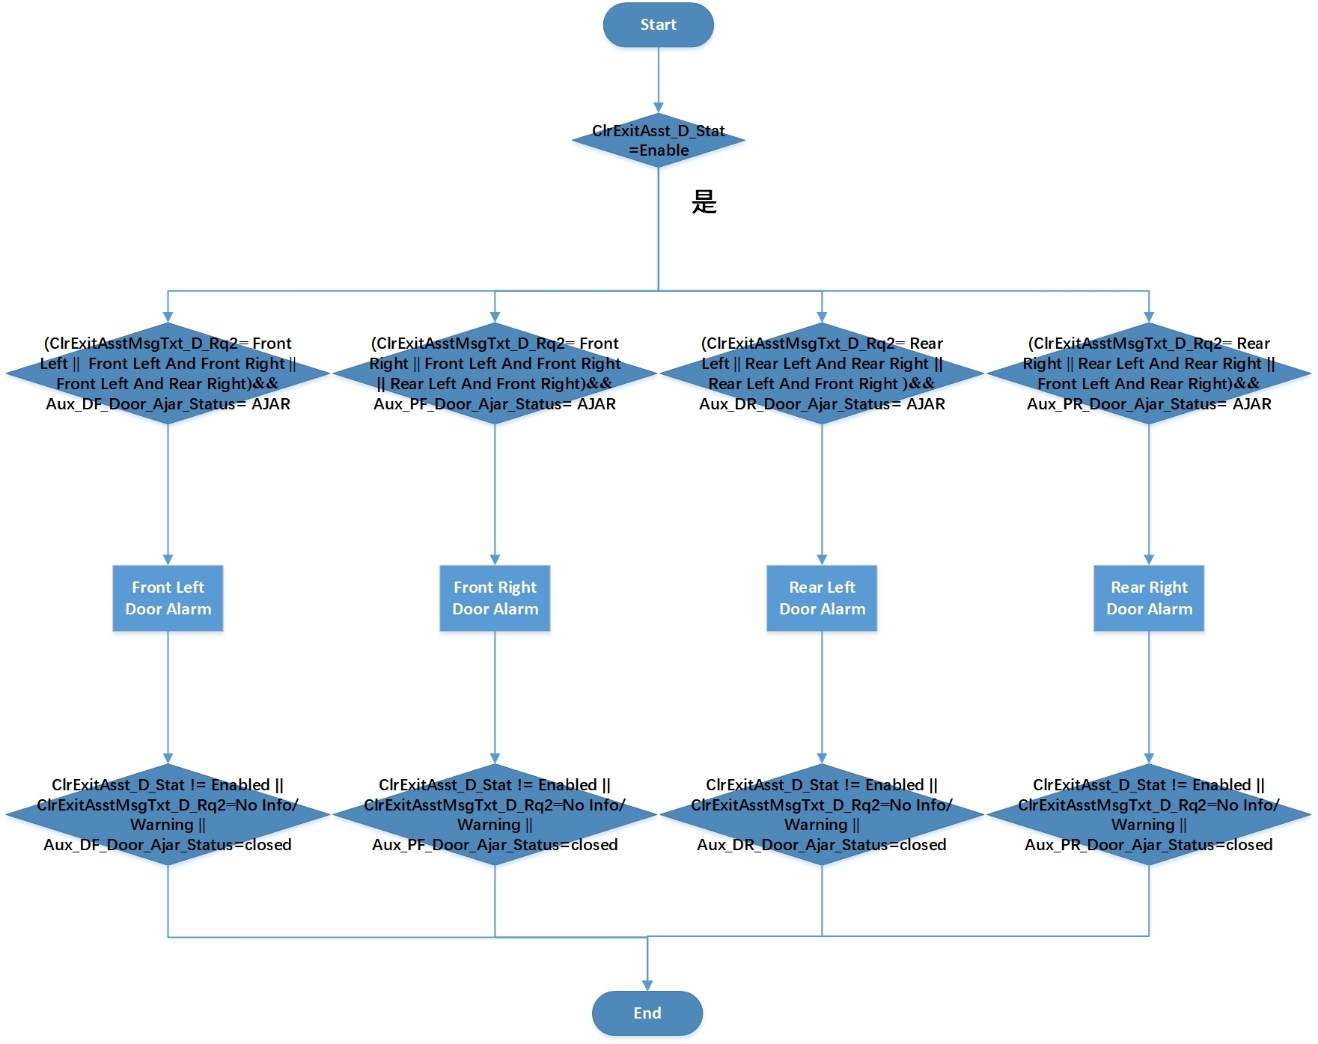 Start
ClrExitAsst_D_Stat
=Enable
是
(ClrExitAsstMsgTxt_D_Rq2= Front
Left || Front Left And Front Right ||
Front Left And Rear Right)&&
Aux_DF_Door_Ajar_Status= AJAR
(ClrExitAsstMsgTxt_D_Rq2= Front
Right || Front Left And Front Right
|| Rear Left And Front Right)&&
Aux_PF_Door_Ajar_Status= AJAR
(ClrExitAsstMsgTxt_D_Rq2= Rear
Left || Rear Left And Rear Right ||
Rear Left And Front Right )&&
Aux_DR_Door_Ajar_Status= AJAR
(ClrExitAsstMsgTxt_D_Rq2= Rear
Right || Rear Left And Rear Right ||
Front Left And Rear Right)&&
Aux_PR_Door_Ajar_Status= AJAR
Front Left
Door Alarm
Front Right
Door Alarm
Rear Left
Door Alarm
Rear Right
Door Alarm
ClrExitAsst_D_Stat != Enabled ||
ClrExitAsstMsgTxt_D_Rq2=No Info/
Warning ||
Aux_DF_Door_Ajar_Status=closed
ClrExitAsst_D_Stat != Enabled ||
ClrExitAsstMsgTxt_D_Rq2=No Info/
Warning ||
Aux_PF_Door_Ajar_Status=closed
ClrExitAsst_D_Stat != Enabled ||
ClrExitAsstMsgTxt_D_Rq2=No Info/
Warning ||
Aux_DR_Door_Ajar_Status=closed
ClrExitAsst_D_Stat != Enabled ||
ClrExitAsstMsgTxt_D_Rq2=No Info/
Warning ||
Aux_PR_Door_Ajar_Status=closed
End